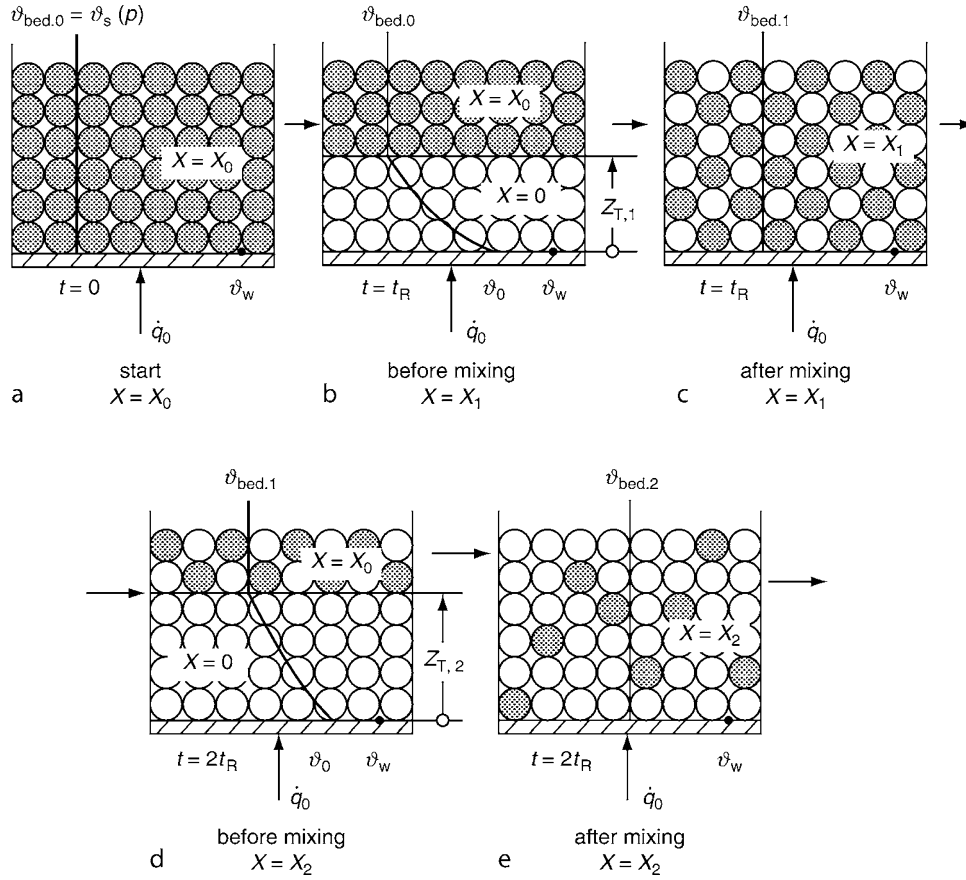 ϑbed.0 = ϑs (p)
X = X0
t = 0
ϑw
q̇0
start
X = X0
a
ϑbed.0
X = X0
X = 0
ZT,1
t = tR
ϑ0
ϑw
q̇0
before mixing
X = X1
b
ϑbed.1
X = X1
t = tR
ϑw
q̇0
after mixing
X = X1
c
ϑbed.1
X = X0
X = 0
ZT, 2
t = 2tR
ϑ0
ϑw
q̇0
before mixing
X = X2
d
ϑbed.2
X = X2
t = 2tR
ϑw
q̇0
after mixing
X = X2
e